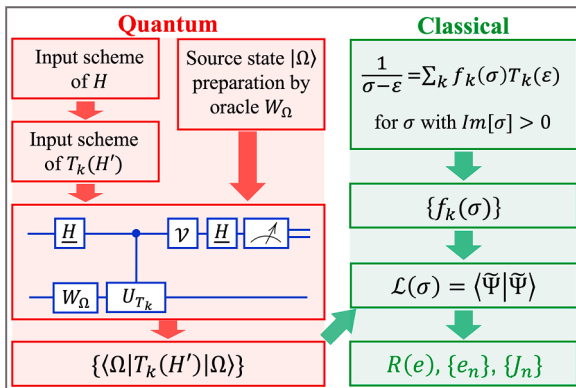 Quantum
Input scheme
of H
Source state |Ω⟩
preparation by
oracle W_Ω
Input scheme
of T_k(H′)
H
𝒱
H
W_Ω
U_{T_k}
{⟨Ω|T_k(H′)|Ω⟩}
Classical
1/(σ−ε) =∑_k f_k(σ)T_k(ε)
for σ with Im[σ] > 0
{f_k(σ)}
ℒ(σ) = ⟨Ψ̃|Ψ̃⟩
R(e), {e_n}, {J_n}